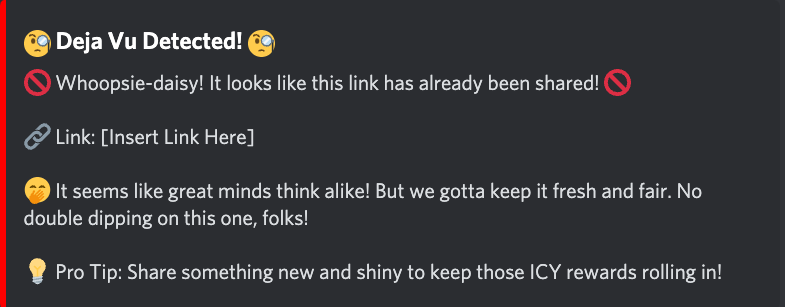 🧐 Deja Vu Detected! 🧐
🚫 Whoopsie-daisy! It looks like this link has already been shared! 🚫
🔗 Link: [Insert Link Here]
🤭 It seems like great minds think alike! But we gotta keep it fresh and fair. No
double dipping on this one, folks!
💡 Pro Tip: Share something new and shiny to keep those ICY rewards rolling in!